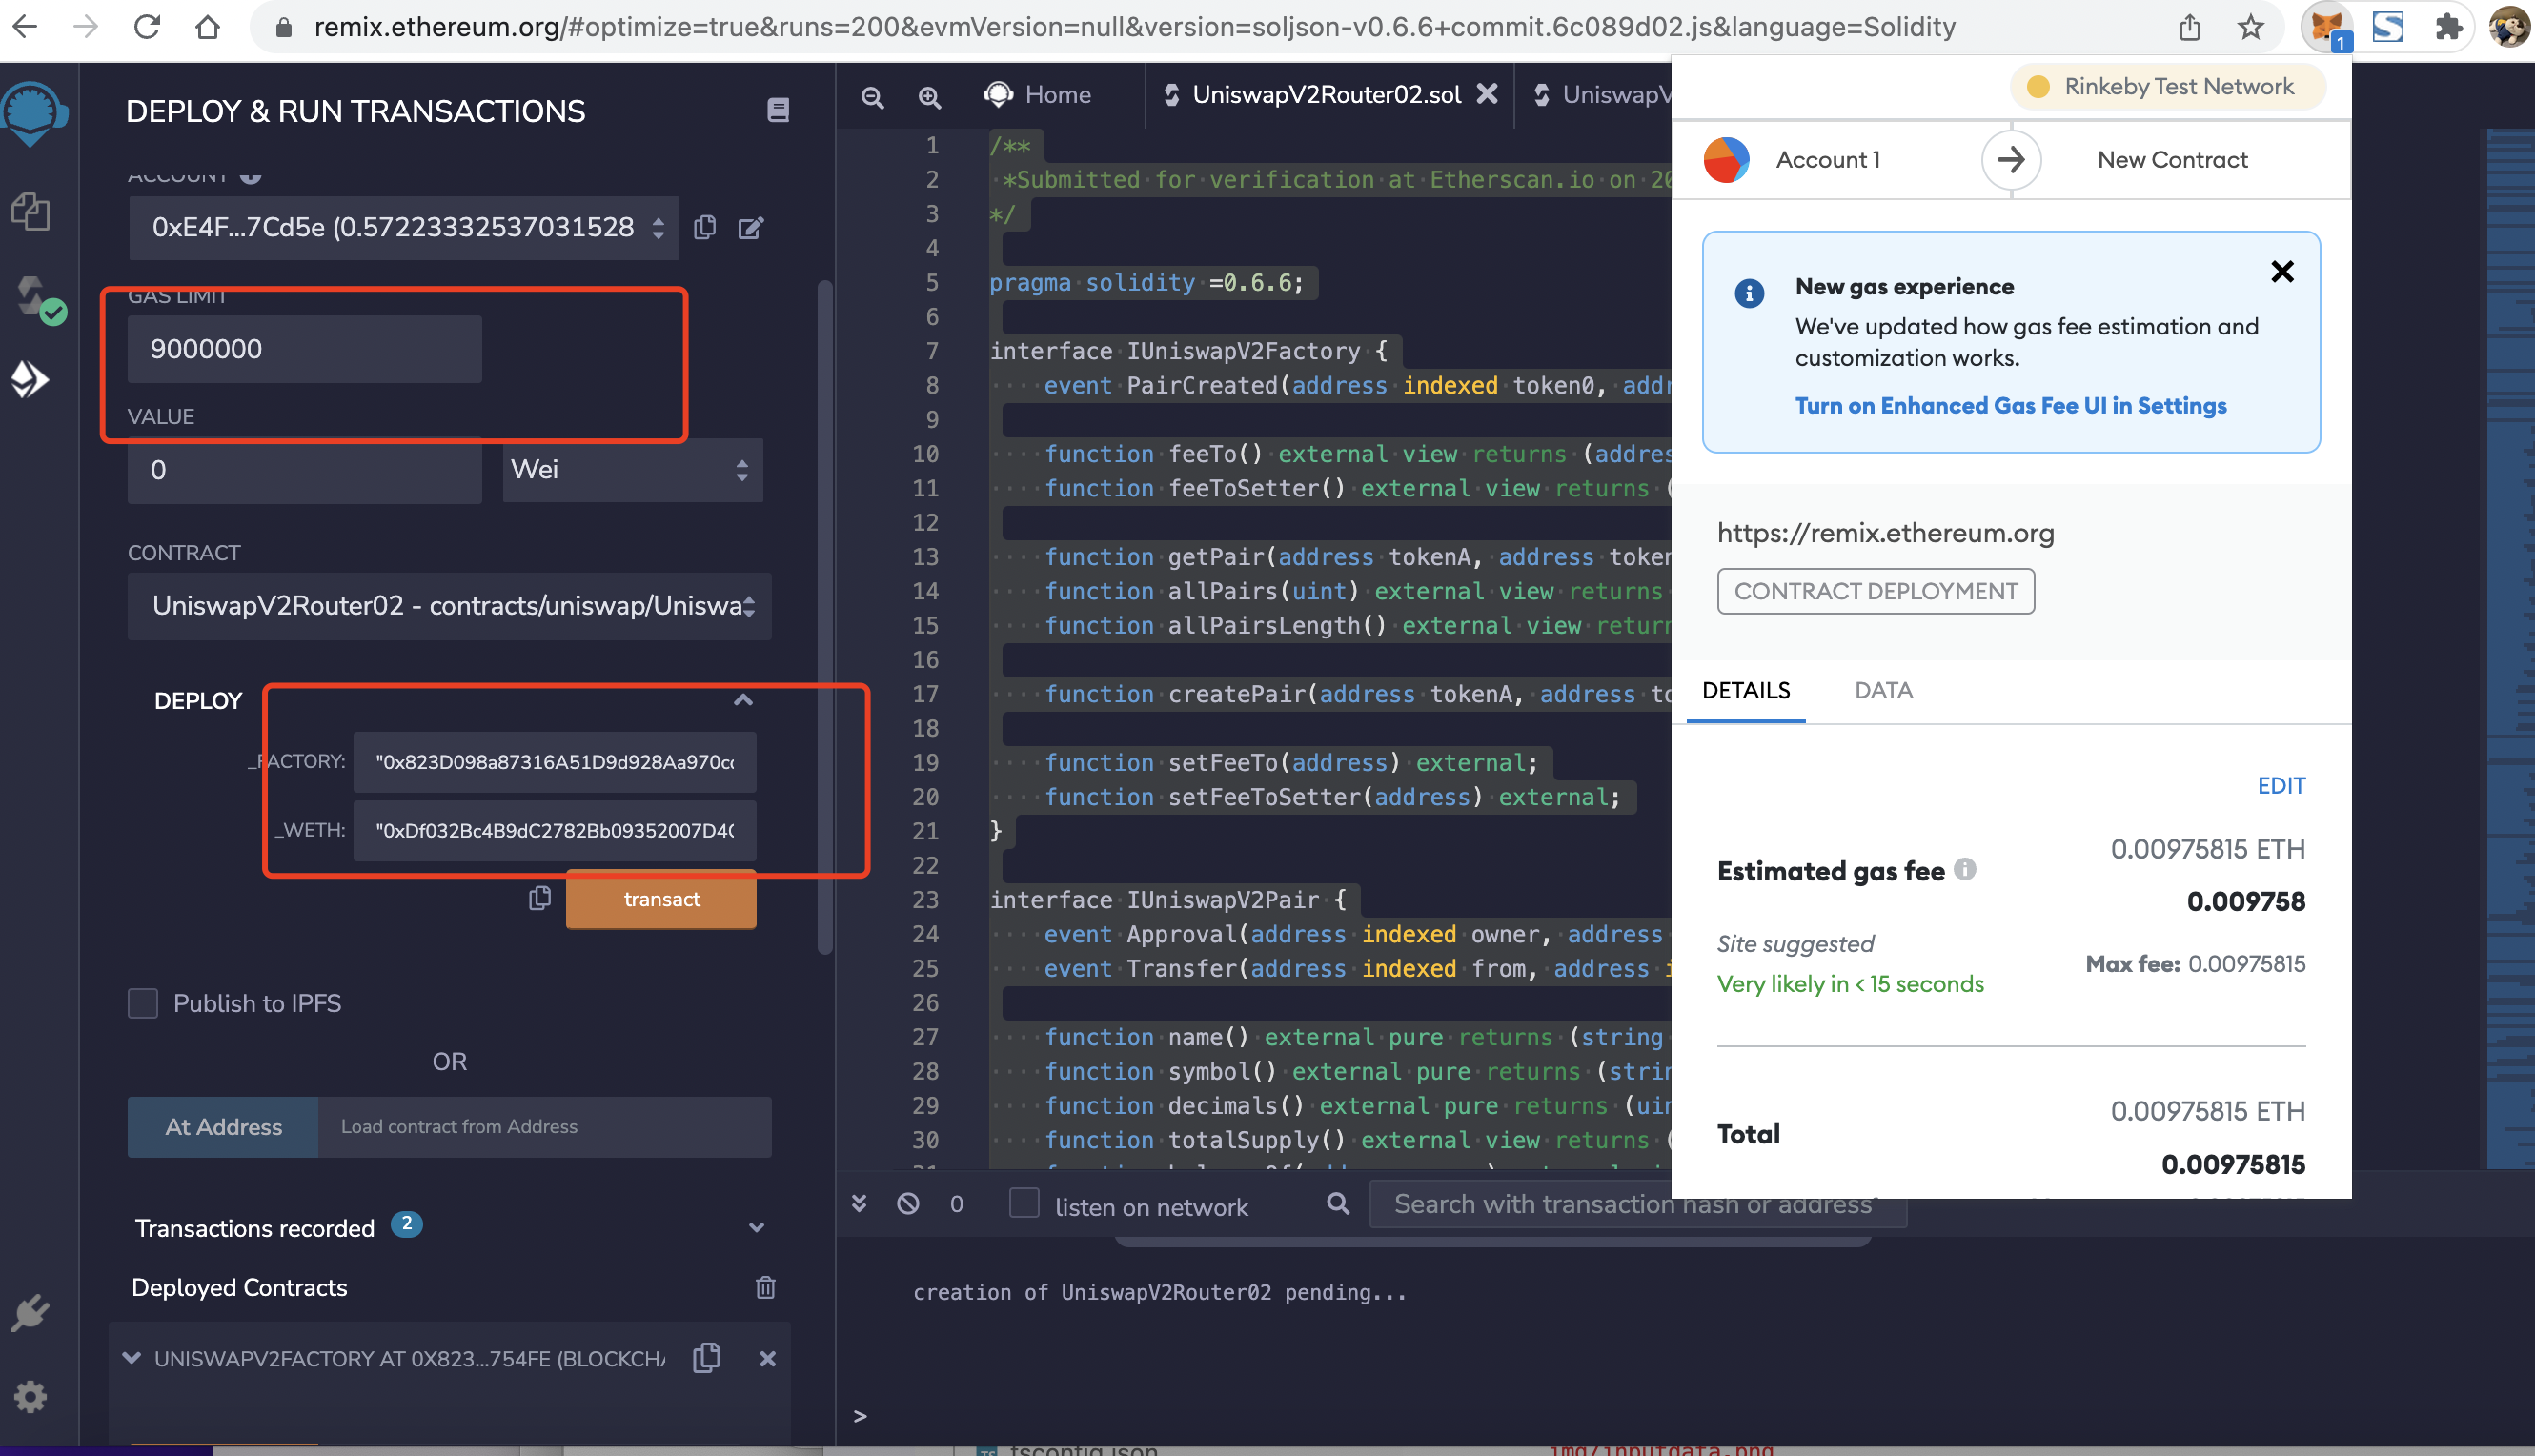 remix.ethereum.org/#optimize=true&runs=200&evmVersion=null&version=soljson-v0.6.6+commit.6c089d02.js&language=Solidity
1
DEPLOY & RUN TRANSACTIONS
ACCOUNT
0xE4F...7Cd5e (0.57223332537031528
GAS LIMIT
9000000
VALUE
0
Wei
CONTRACT
UniswapV2Router02 - contracts/uniswap/Uniswa
DEPLOY
_FACTORY:
"0x823D098a87316A51D9d928Aa970cc
_WETH:
"0xDf032Bc4B9dC2782Bb09352007D4C
transact
Publish to IPFS
OR
At Address
Load contract from Address
Transactions recorded 2
Deployed Contracts
UNISWAPV2FACTORY AT 0X823...754FE (BLOCKCHA
Home
UniswapV2Router02.sol
UniswapV
1 /**
2 *Submitted for verification at Etherscan.io on 20
3 */
4
5 pragma solidity =0.6.6;
6
7 interface IUniswapV2Factory {
8 event PairCreated(address indexed token0, addr
9
10 function feeTo() external view returns (addres
11 function feeToSetter() external view returns (
12
13 function getPair(address tokenA, address token
14 function allPairs(uint) external view returns
15 function allPairsLength() external view return
16
17 function createPair(address tokenA, address to
18
19 function setFeeTo(address) external;
20 function setFeeToSetter(address) external;
21 }
22
23 interface IUniswapV2Pair {
24 event Approval(address indexed owner, address
25 event Transfer(address indexed from, address i
26
27 function name() external pure returns (string
28 function symbol() external pure returns (strin
29 function decimals() external pure returns (uin
30 function totalSupply() external view returns (
0
listen on network
Search with transaction hash or address
creation of UniswapV2Router02 pending...
>
Rinkeby Test Network
Account 1
New Contract
New gas experience
We've updated how gas fee estimation and
customization works.
Turn on Enhanced Gas Fee UI in Settings
https://remix.ethereum.org
CONTRACT DEPLOYMENT
DETAILS
DATA
EDIT
Estimated gas fee
0.00975815 ETH
0.009758
Site suggested
Very likely in < 15 seconds
Max fee: 0.00975815
Total
0.00975815 ETH
0.00975815
tsconfig.json
img/inputdata.png